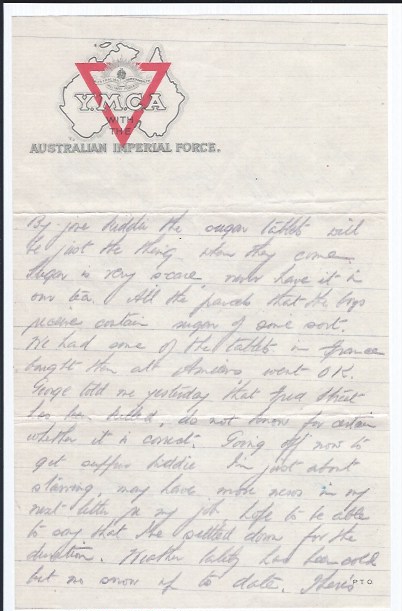 Y.M.C.A
WITH
THE
AUSTRALIAN IMPERIAL FORCE.
By jove kiddie the sugar tablets will
be just the thing when they come.
Sugar is very scarce never have it in
our tea. All the parcels that the boys
receive contain sugar of some sort.
We had some of the tablets in France
bought them at Amiens went OK.
George told me yesterday that Fred Street
has been killed, do not know for certain
whether it is correct. Going off now to
get supper kiddie I'm just about
starving, may have more news in my
next letter re my job, hope to be able
to say that I've settled down for the
duration. Weather lately has been cold
but no snow up to date. There's
P.T.O